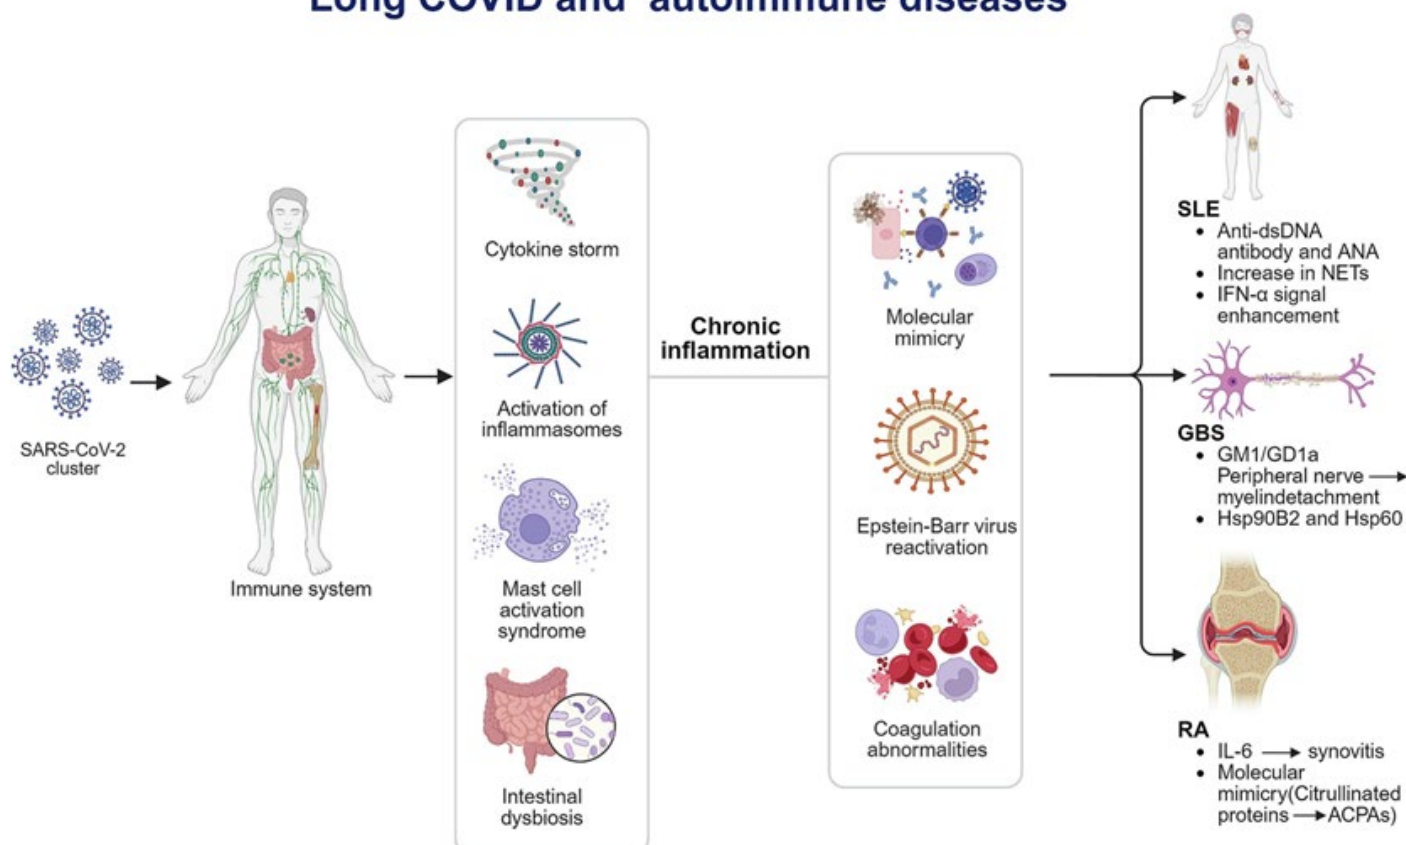 Long COVID and autoimmune diseases
SARS-CoV-2
cluster
Immune system
Cytokine storm
Activation of
inflammasomes
Mast cell
activation
syndrome
Intestinal
dysbiosis
Chronic
inflammation
Molecular
mimicry
Epstein-Barr virus
reactivation
Coagulation
abnormalities
SLE
• Anti-dsDNA
antibody and ANA
• Increase in NETs
• IFN-α signal
enhancement
GBS
• GM1/GD1a
Peripheral nerve →
myelindetachment
• Hsp90B2 and Hsp60
RA
• IL-6 → synovitis
• Molecular
mimicry(Citrullinated
proteins → ACPAs)